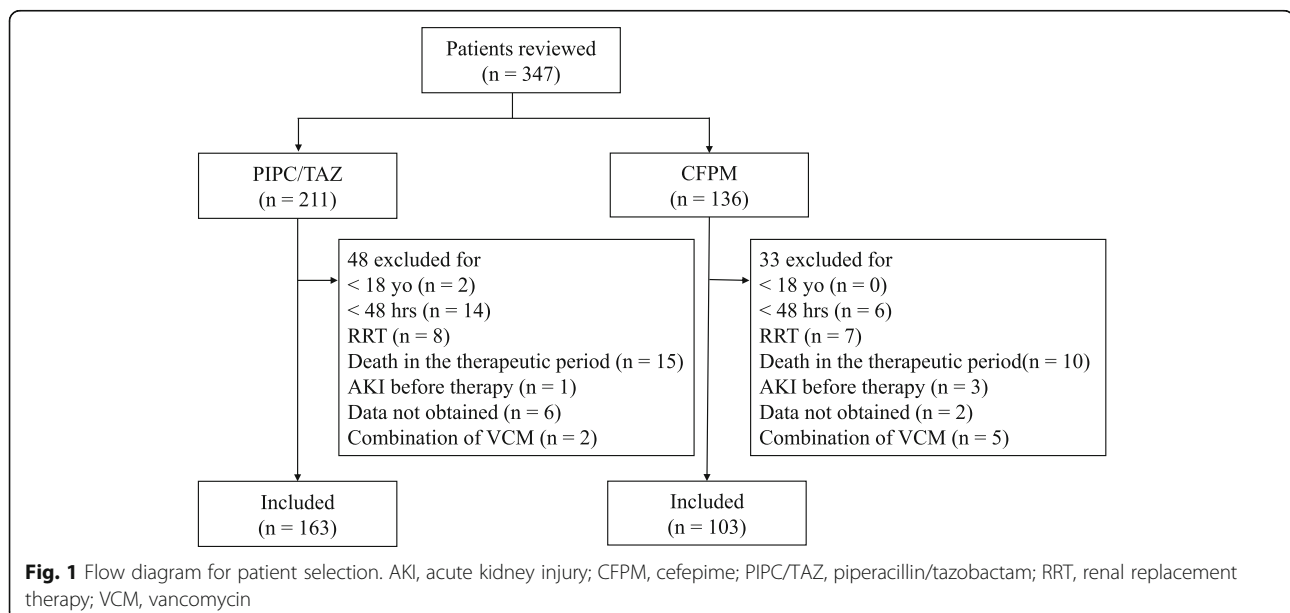 Patients reviewed
(n = 347)
PIPC/TAZ
(n = 211)
CFPM
(n = 136)
48 excluded for
< 18 yo (n = 2)
< 48 hrs (n = 14)
RRT (n = 8)
Death in the therapeutic period (n = 15)
AKI before therapy (n = 1)
Data not obtained (n = 6)
Combination of VCM (n = 2)
33 excluded for
< 18 yo (n = 0)
< 48 hrs (n = 6)
RRT (n = 7)
Death in the therapeutic period(n = 10)
AKI before therapy (n = 3)
Data not obtained (n = 2)
Combination of VCM (n = 5)
Included
(n = 163)
Included
(n = 103)
Fig. 1 Flow diagram for patient selection. AKI, acute kidney injury; CFPM, cefepime; PIPC/TAZ, piperacillin/tazobactam; RRT, renal replacement
therapy; VCM, vancomycin